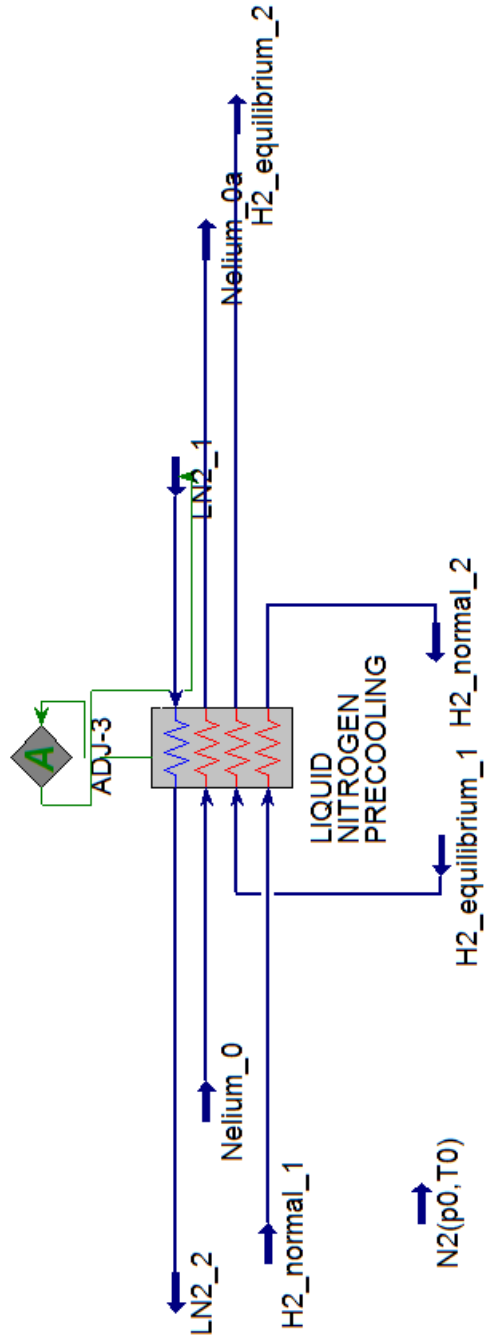 A
ADJ-3
LN2_1
Nelium_0a
H2_equilibrium_2
LIQUID
NITROGEN
PRECOOLING
LN2_2
Nelium_0
H2_normal_1
H2_equilibrium_1
H2_normal_2
N2(p0,T0)